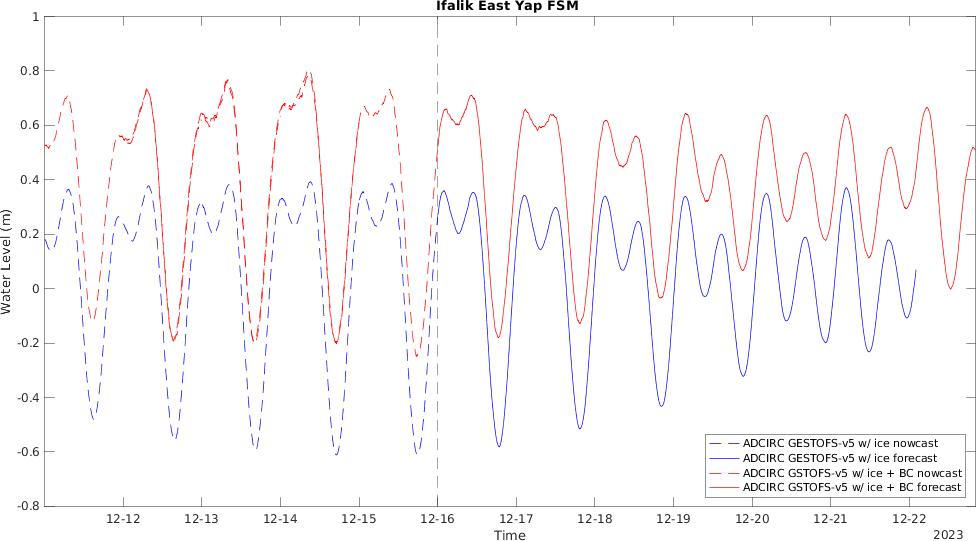 Ifalik East Yap FSM
1
0.8
0.6
0.4
0.2
0
-0.2
-0.4
-0.6
-0.8
Water Level (m)
12-12 12-13 12-14 12-15 12-16 12-17 12-18 12-19 12-20 12-21 12-22
Time
2023
ADCIRC GESTOFS-v5 w/ ice nowcast
ADCIRC GESTOFS-v5 w/ ice forecast
ADCIRC GSTOFS-v5 w/ ice + BC nowcast
ADCIRC GSTOFS-v5 w/ ice + BC forecast